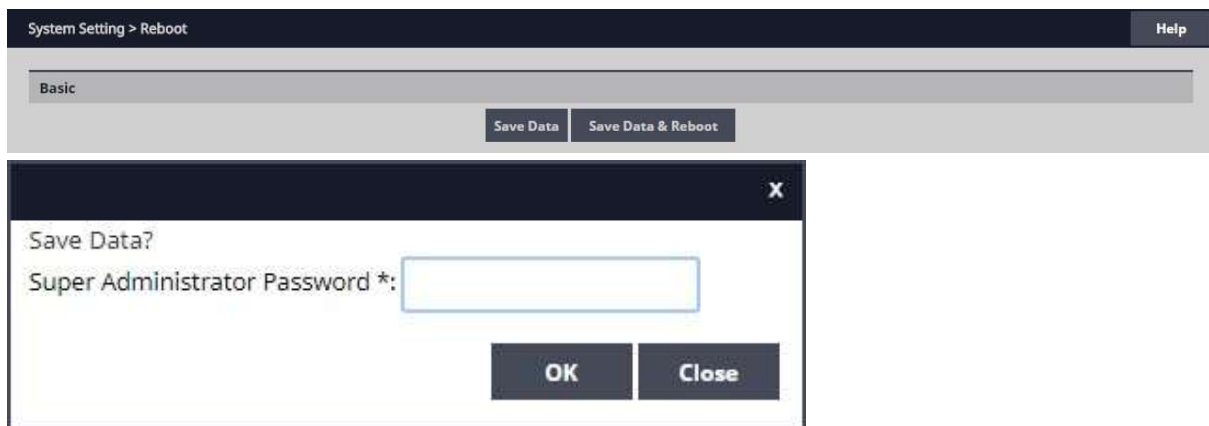 System Setting > Reboot Help
Basic
Save Data Save Data & Reboot
x
Save Data?
Super Administrator Password *:
OK Close